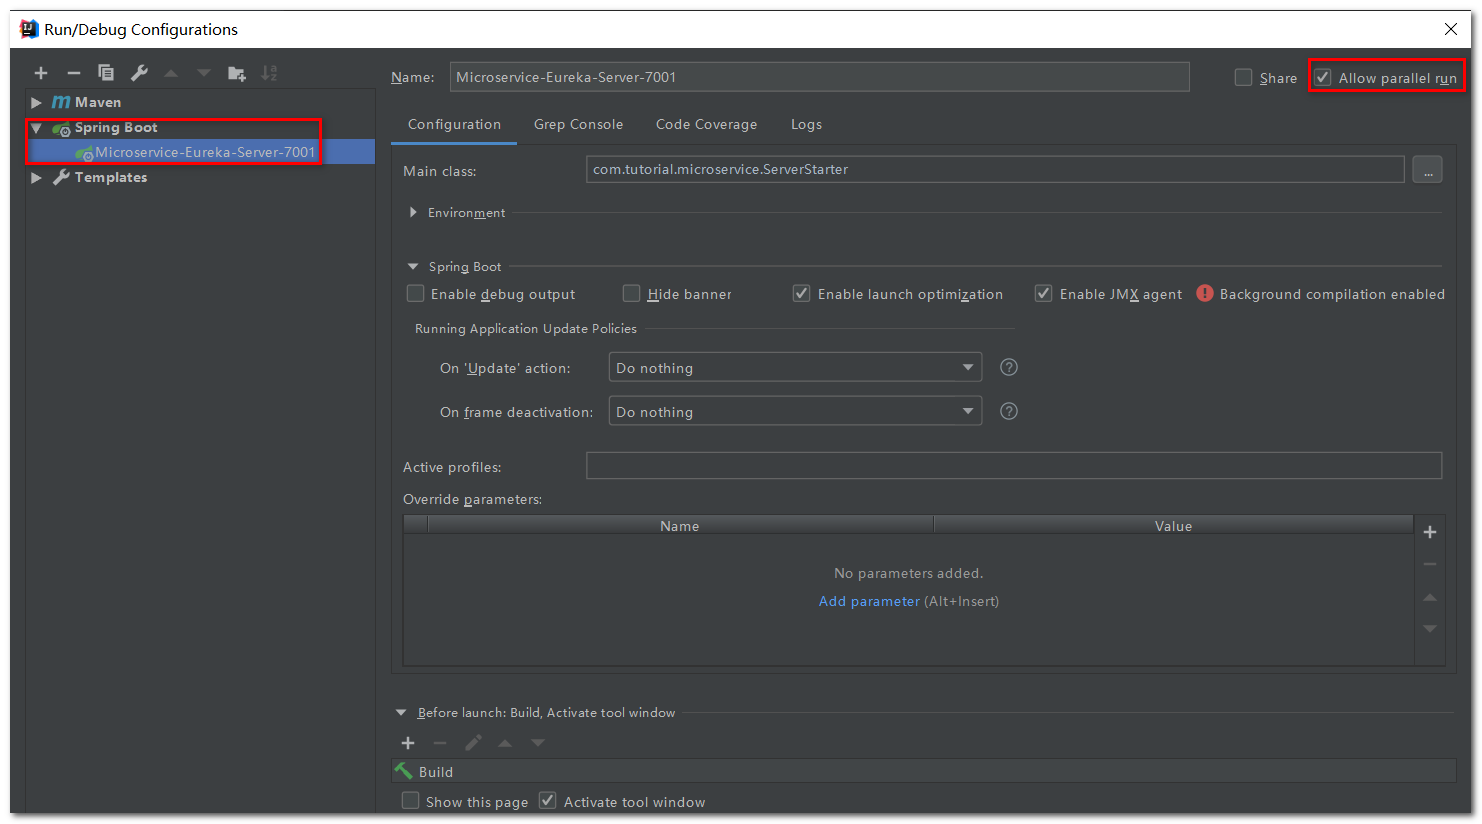 Run/Debug Configurations
Name: Microservice-Eureka-Server-7001 Share Allow parallel run
Maven
Spring Boot
Microservice-Eureka-Server-7001
Templates
Configuration Grep Console Code Coverage Logs
Main class: com.tutorial.microservice.ServerStarter ...
Environment
Spring Boot
Enable debug output Hide banner Enable launch optimization Enable JMX agent Background compilation enabled
Running Application Update Policies
On 'Update' action: Do nothing ?
On frame deactivation: Do nothing ?
Active profiles:
Override parameters:
Name Value
No parameters added.
Add parameter (Alt+Insert)
Before launch: Build, Activate tool window
Build
Show this page Activate tool window